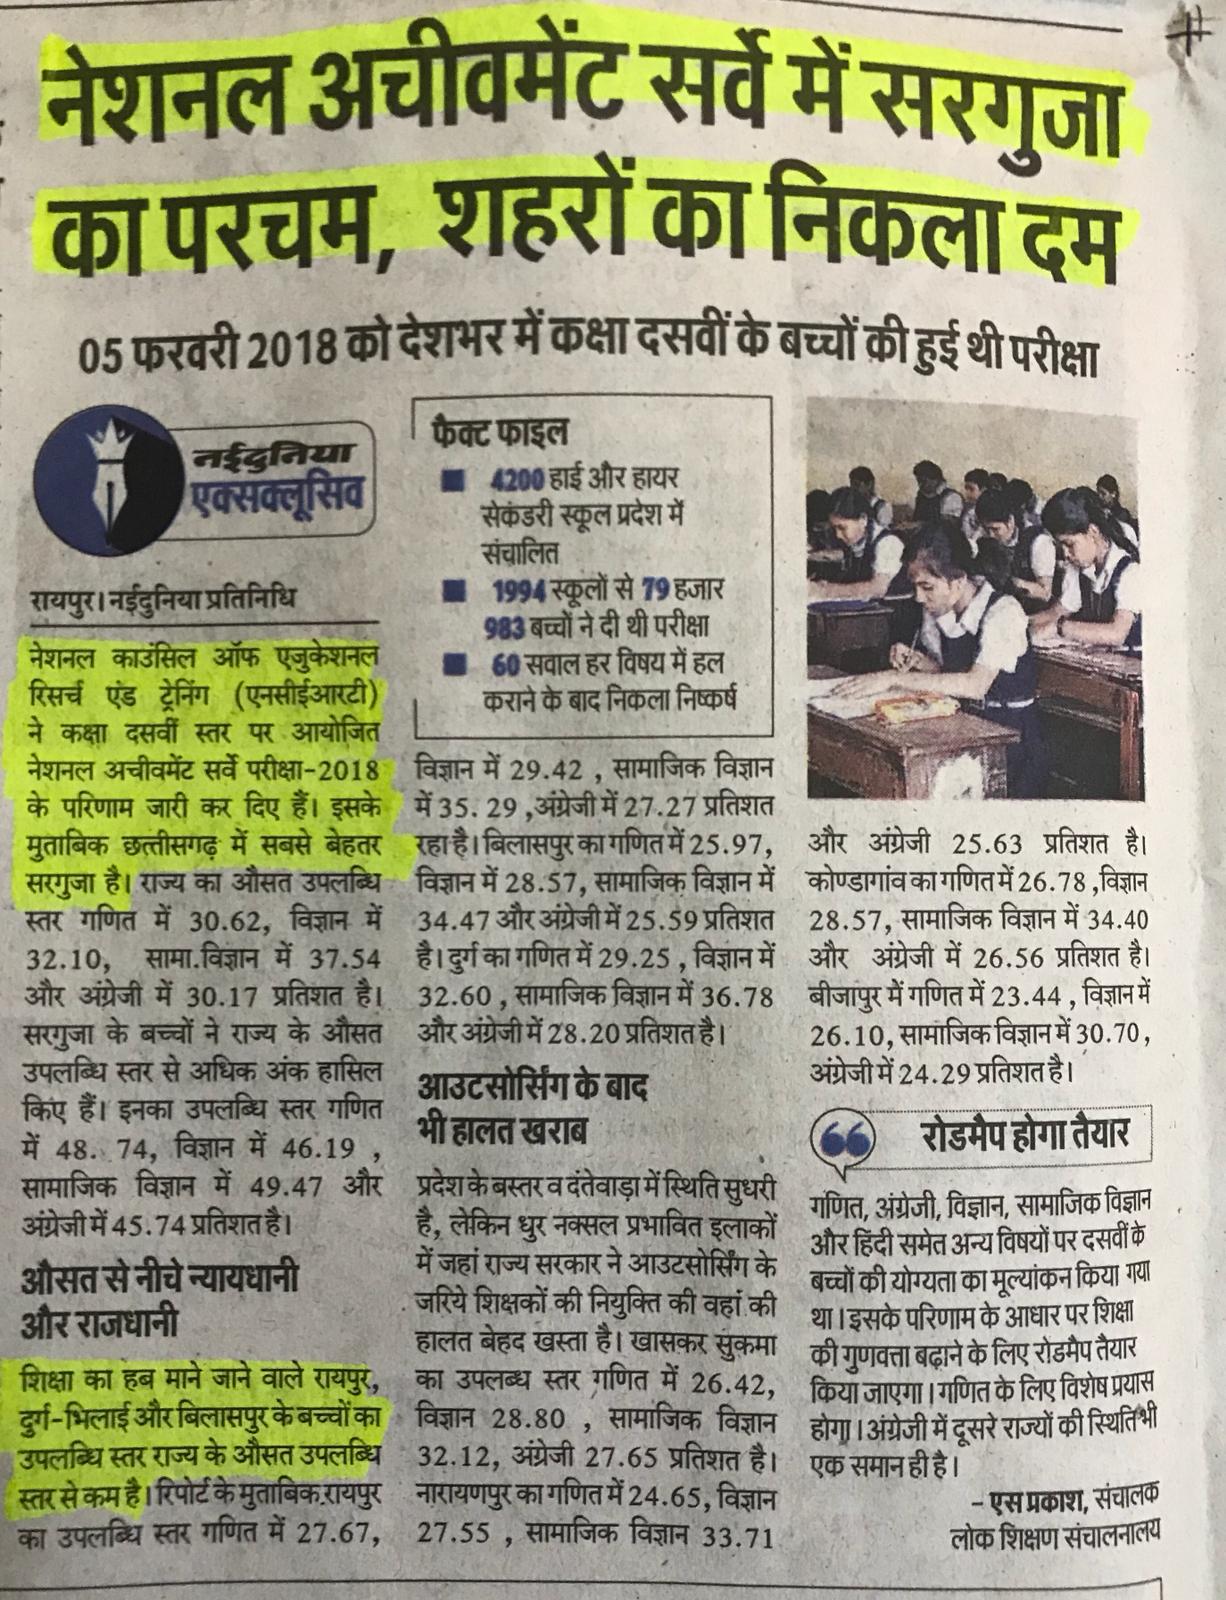 नेशनल अचीवमेंट सर्वे में सरगुजा
का परचम, शहरों का निकला दम
05 फरवरी 2018 को देशभर में कक्षा दसवीं के बच्चों की हुई थी परीक्षा
नईदुनिया
एक्सक्लूसिव
रायपुर। नईदुनिया प्रतिनिधि
नेशनल काउंसिल ऑफ एजुकेशनल
रिसर्च एंड ट्रेनिंग (एनसीईआरटी)
ने कक्षा दसवीं स्तर पर आयोजित
नेशनल अचीवमेंट सर्वे परीक्षा-2018
के परिणाम जारी कर दिए हैं। इसके
मुताबिक छत्तीसगढ़ में सबसे बेहतर
सरगुजा है। राज्य का औसत उपलब्धि
स्तर गणित में 30.62, विज्ञान में
32.10, सामा.विज्ञान में 37.54
और अंग्रेजी में 30.17 प्रतिशत है।
सरगुजा के बच्चों ने राज्य के औसत
उपलब्धि स्तर से अधिक अंक हासिल
किए हैं। इनका उपलब्धि स्तर गणित
में 48. 74, विज्ञान में 46.19 ,
सामाजिक विज्ञान में 49.47 और
अंग्रेजी में 45.74 प्रतिशत है।
औसत से नीचे न्यायधानी
और राजधानी
शिक्षा का हब माने जाने वाले रायपुर,
दुर्ग-भिलाई और बिलासपुर के बच्चों का
उपलब्धि स्तर राज्य के औसत उपलब्धि
स्तर से कम है। रिपोर्ट के मुताबिक रायपुर
का उपलब्धि स्तर गणित में 27.67,
फैक्ट फाइल
4200 हाई और हायर
सेकंडरी स्कूल प्रदेश में
संचालित
1994 स्कूलों से 79 हजार
983 बच्चों ने दी थी परीक्षा
60 सवाल हर विषय में हल
कराने के बाद निकला निष्कर्ष
विज्ञान में 29.42 , सामाजिक विज्ञान
में 35. 29 ,अंग्रेजी में 27.27 प्रतिशत
रहा है। बिलासपुर का गणित में 25.97,
विज्ञान में 28.57, सामाजिक विज्ञान में
34.47 और अंग्रेजी में 25.59 प्रतिशत
है। दुर्ग का गणित में 29.25 , विज्ञान में
32.60 , सामाजिक विज्ञान में 36.78
और अंग्रेजी में 28.20 प्रतिशत है।
आउटसोर्सिंग के बाद
भी हालत खराब
प्रदेश के बस्तर व दंतेवाड़ा में स्थिति सुधरी
है, लेकिन धुर नक्सल प्रभावित इलाकों
में जहां राज्य सरकार ने आउटसोर्सिंग के
जरिये शिक्षकों की नियुक्ति की वहां की
हालत बेहद खस्ता है। खासकर सुकमा
का उपलब्ध स्तर गणित में 26.42,
विज्ञान 28.80 , सामाजिक विज्ञान
32.12, अंग्रेजी 27.65 प्रतिशत है।
नारायणपुर का गणित में 24.65, विज्ञान
27.55 , सामाजिक विज्ञान 33.71
और अंग्रेजी 25.63 प्रतिशत है।
कोण्डागांव का गणित में 26.78 ,विज्ञान
28.57, सामाजिक विज्ञान में 34.40
और अंग्रेजी में 26.56 प्रतिशत है।
बीजापुर मैं गणित में 23.44 , विज्ञान में
26.10, सामाजिक विज्ञान में 30.70,
अंग्रेजी में 24.29 प्रतिशत है।
रोडमैप होगा तैयार
गणित, अंग्रेजी, विज्ञान, सामाजिक विज्ञान
और हिंदी समेत अन्य विषयों पर दसवीं के
बच्चों की योग्यता का मूल्यांकन किया गया
था। इसके परिणाम के आधार पर शिक्षा
की गुणवत्ता बढ़ाने के लिए रोडमैप तैयार
किया जाएगा। गणित के लिए विशेष प्रयास
होगा। अंग्रेजी में दूसरे राज्यों की स्थिति भी
एक समान ही है।
– एस प्रकाश, संचालक
लोक शिक्षण संचालनालय